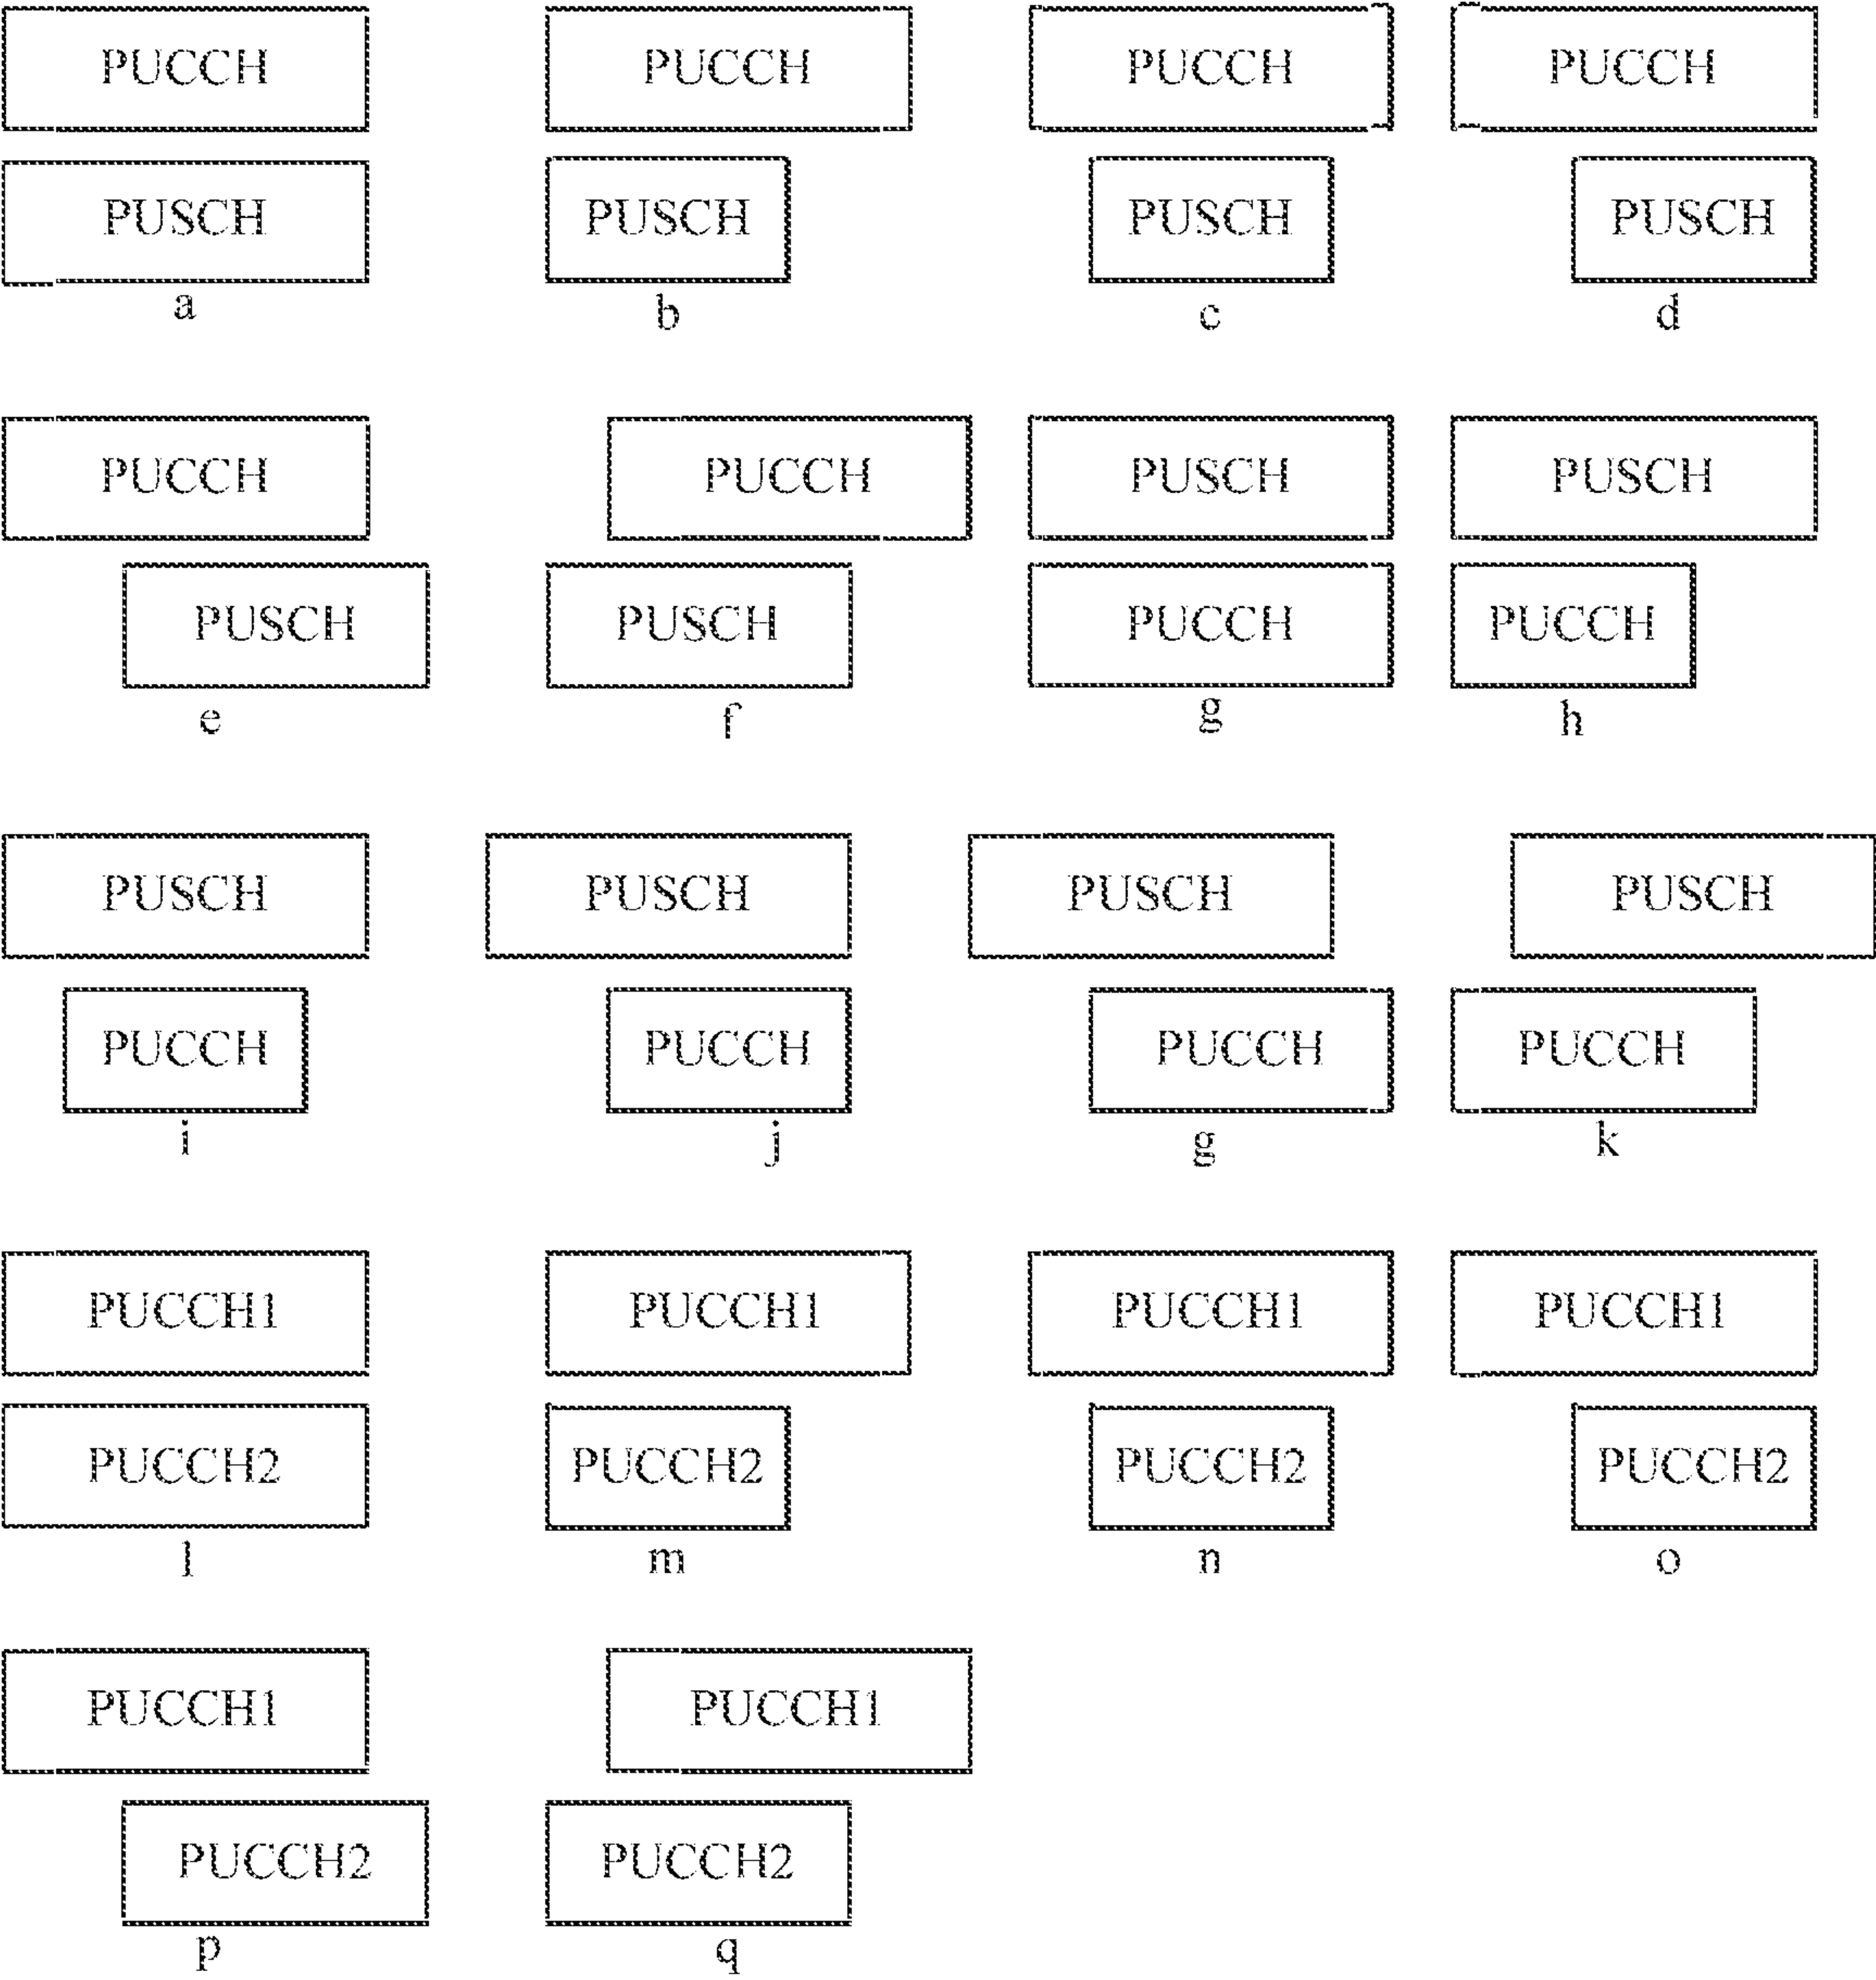 PUCCH PUCCH PUCCH PUCCH
PUSCH PUSCH PUSCH PUSCH
a b c d
PUCCH PUCCH PUSCH PUSCH
PUSCH PUSCH PUCCH PUCCH
e f g h
PUSCH PUSCH PUSCH PUSCH
PUCCH PUCCH PUCCH PUCCH
i j g k
PUCCH1 PUCCH1 PUCCH1 PUCCH1
PUCCH2 PUCCH2 PUCCH2 PUCCH2
l m n o
PUCCH1 PUCCH1
PUCCH2 PUCCH2
p q